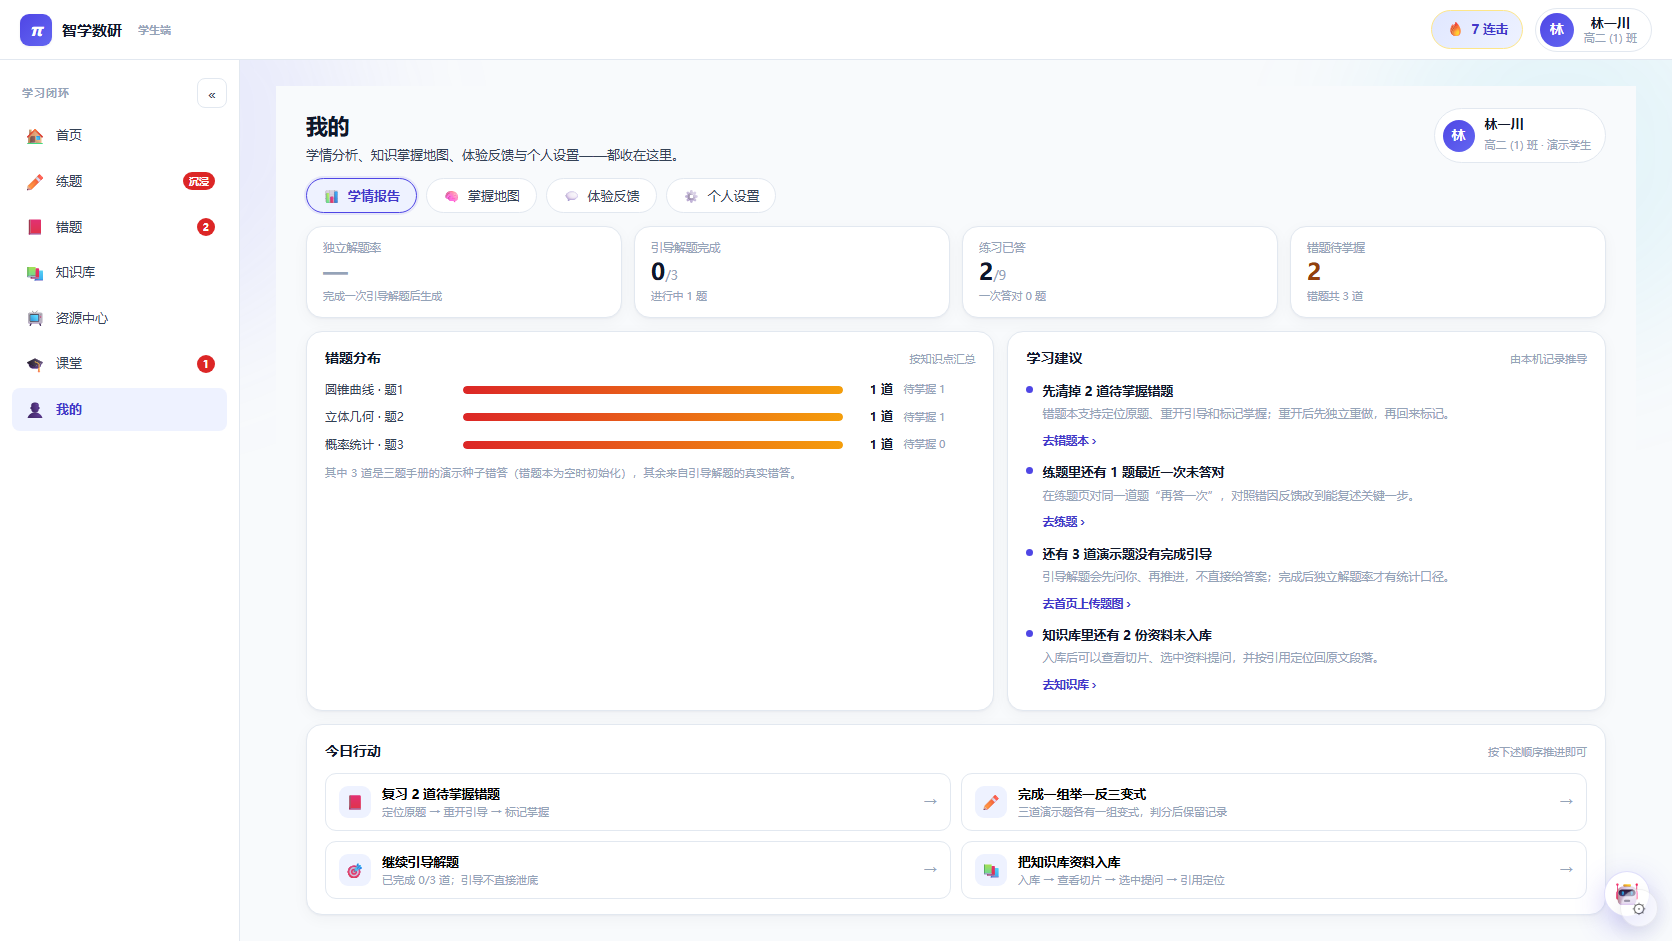 π 智学数研 学生端
7 连击
林 林一川
高二 (1) 班
学习闭环
«
首页
练题 沉浸
错题 2
知识库
资源中心
课堂 1
我的
我的
学情分析、知识掌握地图、体验反馈与个人设置——都收在这里。
林 林一川
高二 (1) 班 · 演示学生
学情报告
掌握地图
体验反馈
个人设置
独立解题率
—
完成一次引导解题后生成
引导解题完成
0/3
进行中 1 题
练习已答
2/9
一次答对 0 题
错题待掌握
2
错题共 3 道
错题分布 按知识点汇总
圆锥曲线 · 题1 1 道 待掌握 1
立体几何 · 题2 1 道 待掌握 1
概率统计 · 题3 1 道 待掌握 0
其中 3 道是三题手册的演示种子错答（错题本为空时初始化），其余来自引导解题的真实错答。
学习建议 由本机记录推导
先清掉 2 道待掌握错题
错题本支持定位原题、重开引导和标记掌握；重开后先独立重做，再回来标记。
去错题本 ›
练题里还有 1 题最近一次未答对
在练题页对同一道题“再答一次”，对照错因反馈改到能复述关键一步。
去练题 ›
还有 3 道演示题没有完成引导
引导解题会先问你、再推进，不直接给答案；完成后独立解题率才有统计口径。
去首页上传题图 ›
知识库里还有 2 份资料未入库
入库后可以查看切片、选中资料提问，并按引用定位回原文段落。
去知识库 ›
今日行动 按下述顺序推进即可
复习 2 道待掌握错题
定位原题 → 重开引导 → 标记掌握
→
完成一组举一反三变式
三道演示题各有一组变式，判分后保留记录
→
继续引导解题
已完成 0/3 道；引导不直接泄底
→
把知识库资料入库
入库 → 查看切片 → 选中提问 → 引用定位
→